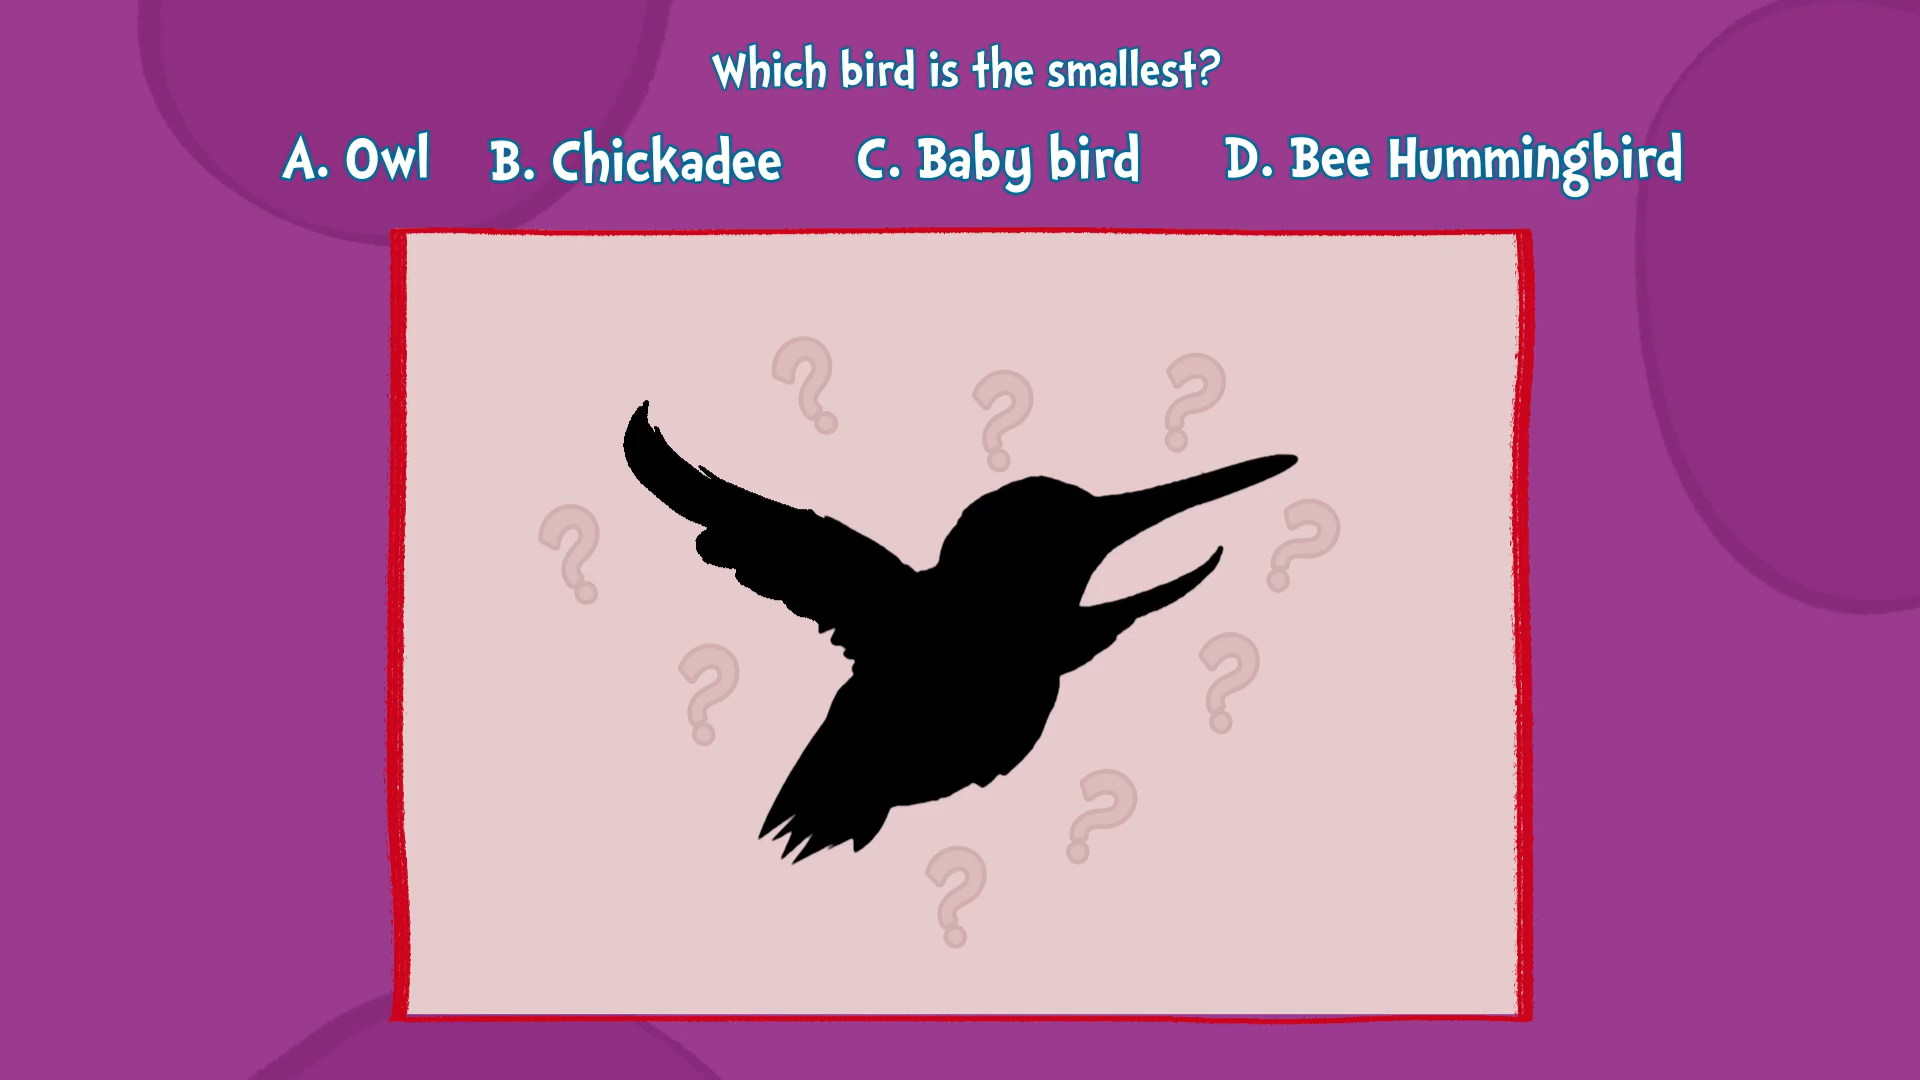 Which bird is the smallest?
A. Owl B. Chickadee C. Baby bird D. Bee Hummingbird
? ? ? ? ? ? ? ? ?